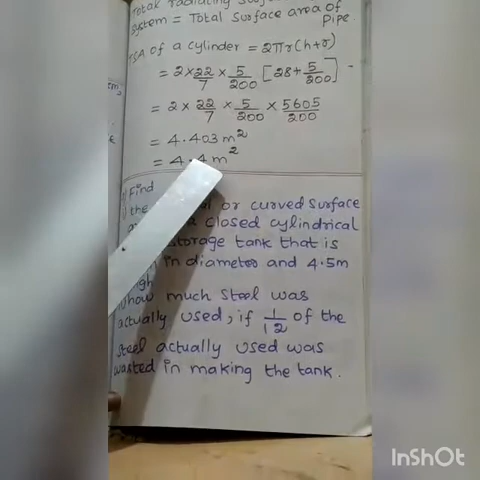 Total radiating
system = Total surface area of
pipe.
TSA of a cylinder = 2πr(h+r)
= 2 × 22/7 × 5/200 [28 + 5/200]
= 2 × 22/7 × 5/200 × 5605/200
= 4.403 m²
= 4.4 m²
Find
the or curved surface
a closed cylindrical
storage tank that is
in diameter and 4.5m
how much steel was
actually used, if 1/12 of the
steel actually used was
wasted in making the tank.
InShOt